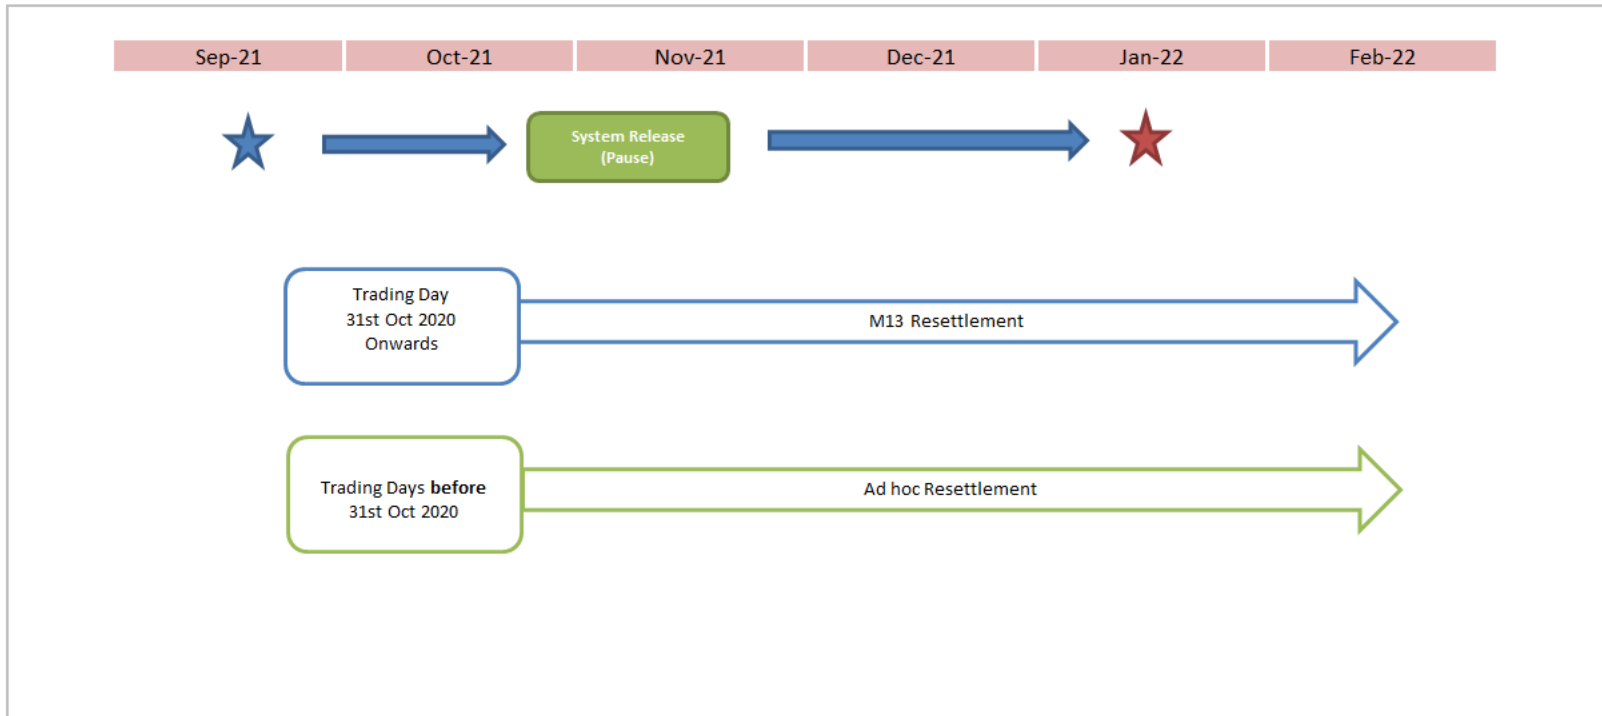 Sep-21
Oct-21
Nov-21
Dec-21
Jan-22
Feb-22
System Release
(Pause)
Trading Day
31st Oct 2020
Onwards
M13 Resettlement
Trading Days before
31st Oct 2020
Ad hoc Resettlement